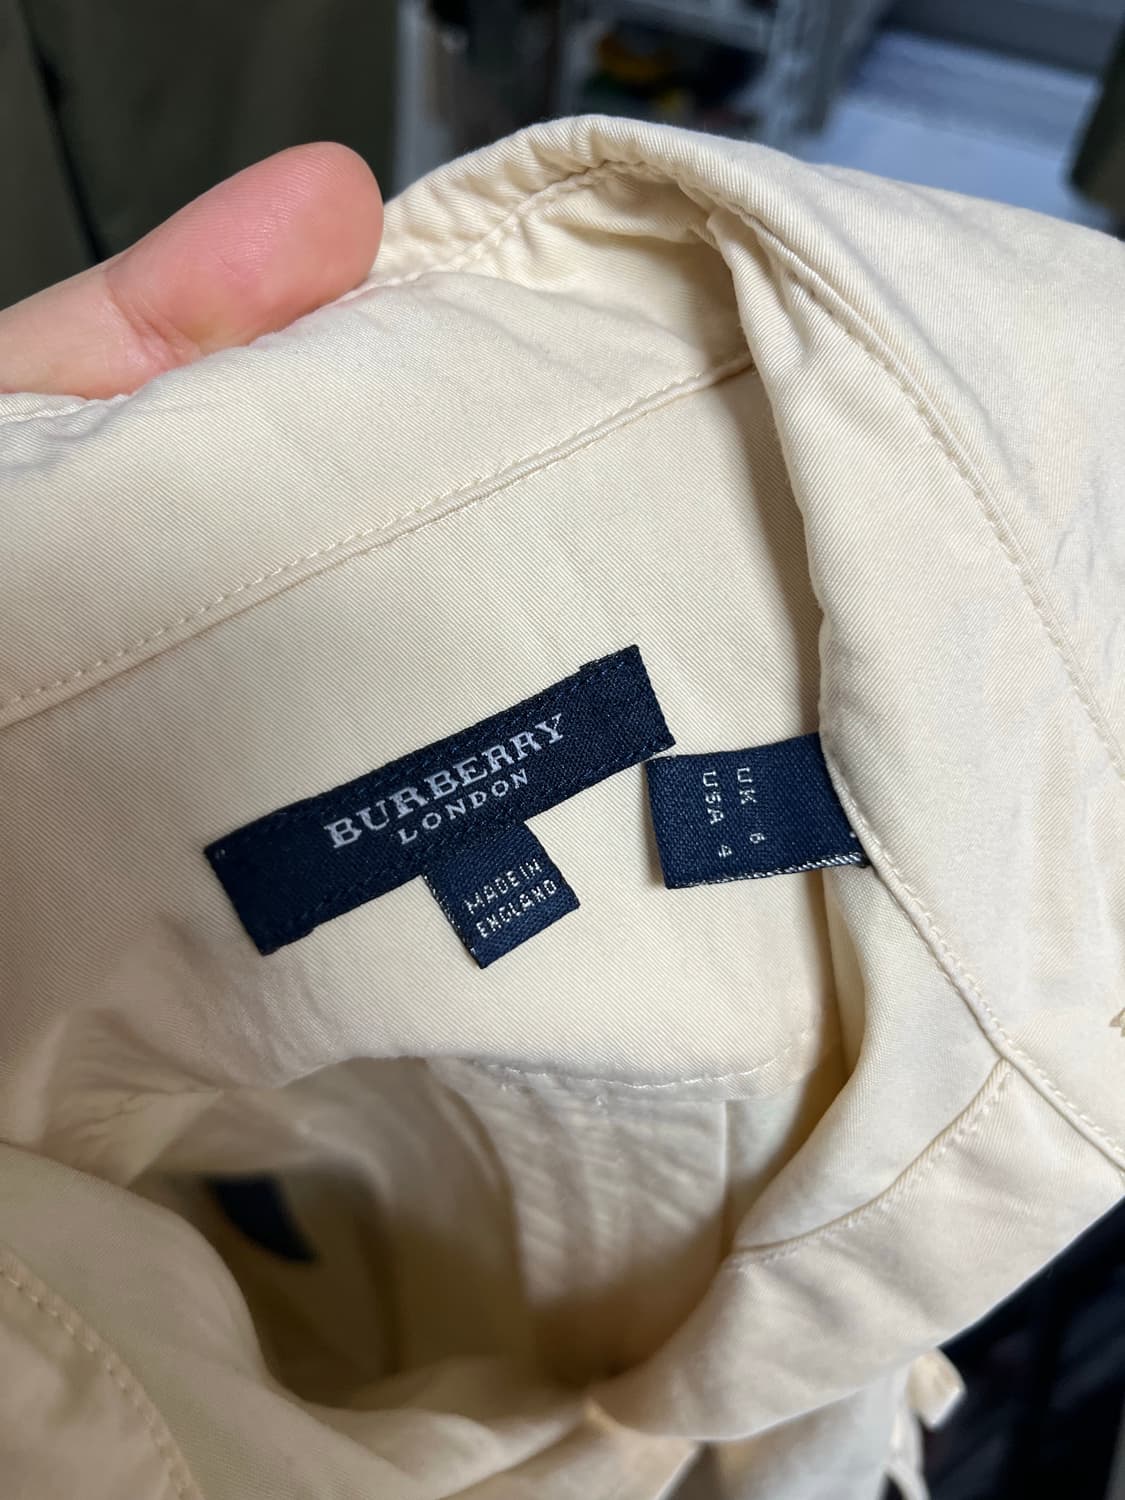 BURBERRY
LONDON
MADE IN
ENGLAND
UK 6
USA 4